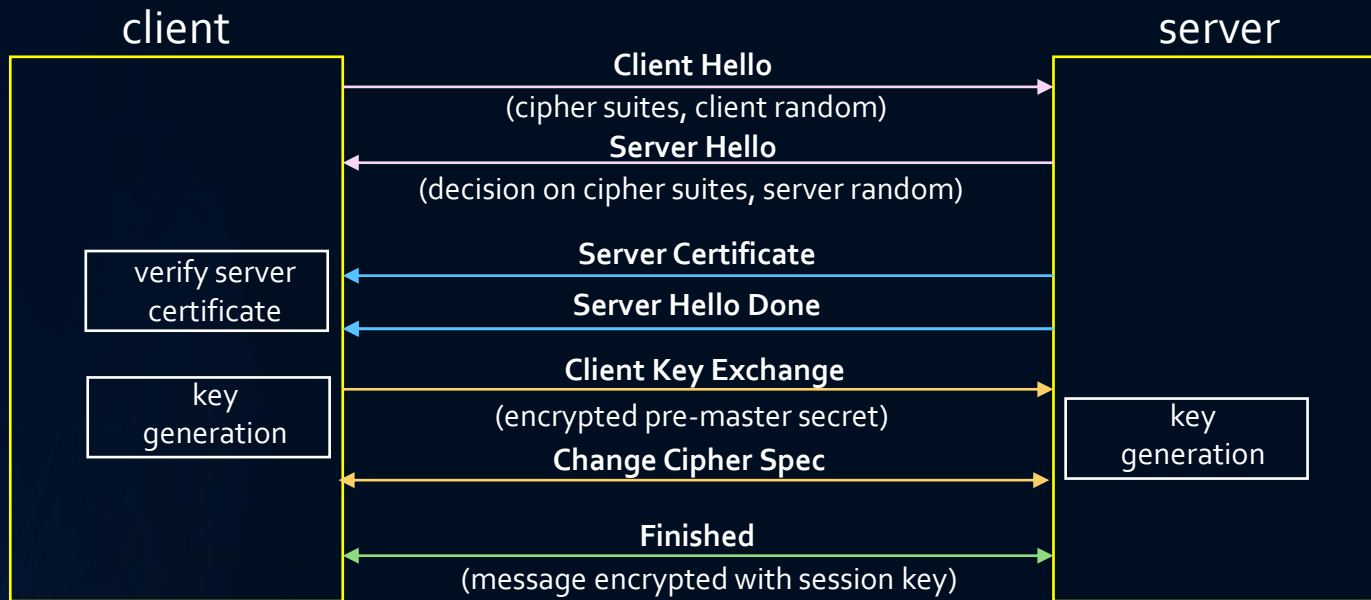 client
server
Client Hello
(cipher suites, client random)
Server Hello
(decision on cipher suites, server random)
Server Certificate
verify server
certificate
Server Hello Done
Client Key Exchange
key
generation
(encrypted pre-master secret)
key
generation
Change Cipher Spec
Finished
(message encrypted with session key)